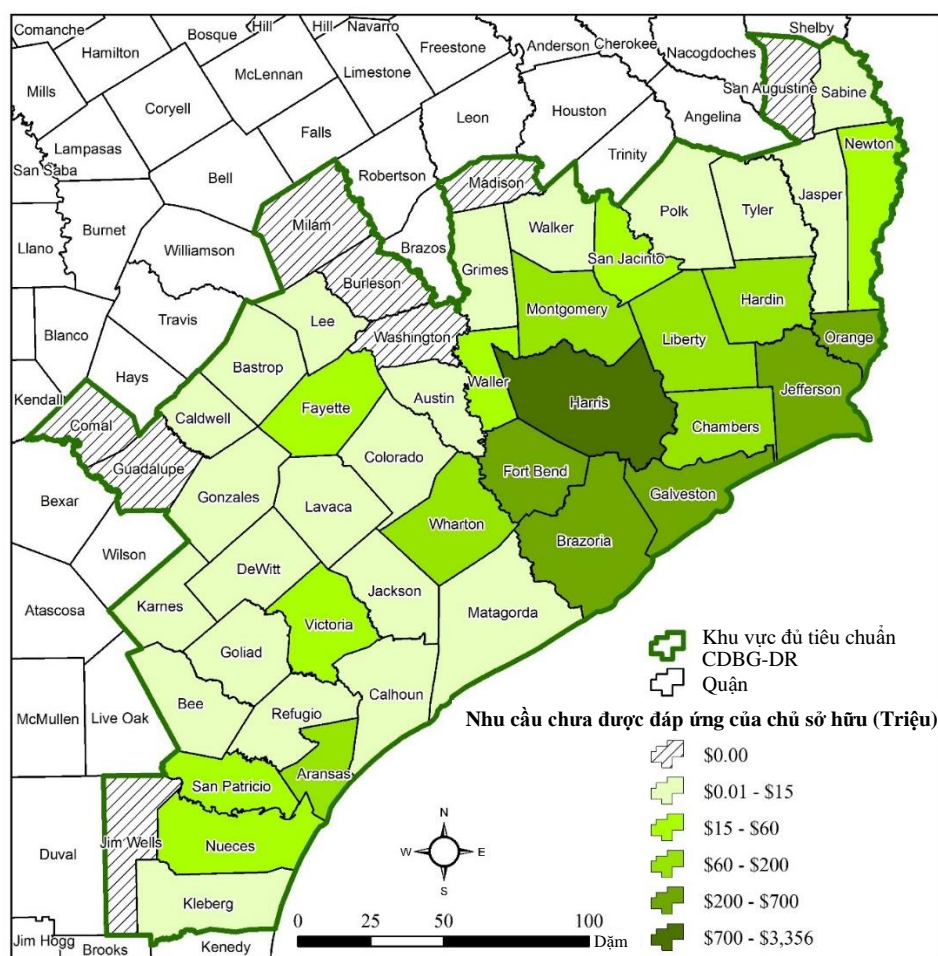 Comanche
Hamilton
Bosque
Hill
Hill
Navarro
Freestone
Anderson
Cherokee
Nacogdoches
Shelby
Mills
McLennan
Limestone
San Augustine
Sabine
Coryell
Leon
Houston
Angelina
Falls
Newton
Lampasas
San Saba
Trinity
Bell
Robertson
Madison
Polk
Tyler
Jasper
Milam
Walker
Burnet
Llano
Williamson
Brazos
San Jacinto
Grimes
Burleson
Hardin
Montgomery
Travis
Lee
Washington
Liberty
Orange
Blanco
Bastrop
Hays
Waller
Jefferson
Kendall
Caldwell
Fayette
Austin
Harris
Comal
Chambers
Guadalupe
Colorado
Fort Bend
Galveston
Bexar
Gonzales
Lavaca
Wharton
Brazoria
Wilson
DeWitt
Jackson
Atascosa
Karnes
Matagorda
Victoria
Goliad
Calhoun
McMullen
Live Oak
Bee
Refugio
Aransas
San Patricio
Duval
Jim Wells
Nueces
Kleberg
Jim Hogg
Brooks
Kenedy
Khu vực đủ tiêu chuẩn
CDBG-DR
Quận
Nhu cầu chưa được đáp ứng của chủ sở hữu (Triệu)
$0.00
$0.01 - $15
$15 - $60
$60 - $200
$200 - $700
$700 - $3,356
N
W E
S
0 25 50 100
Dặm